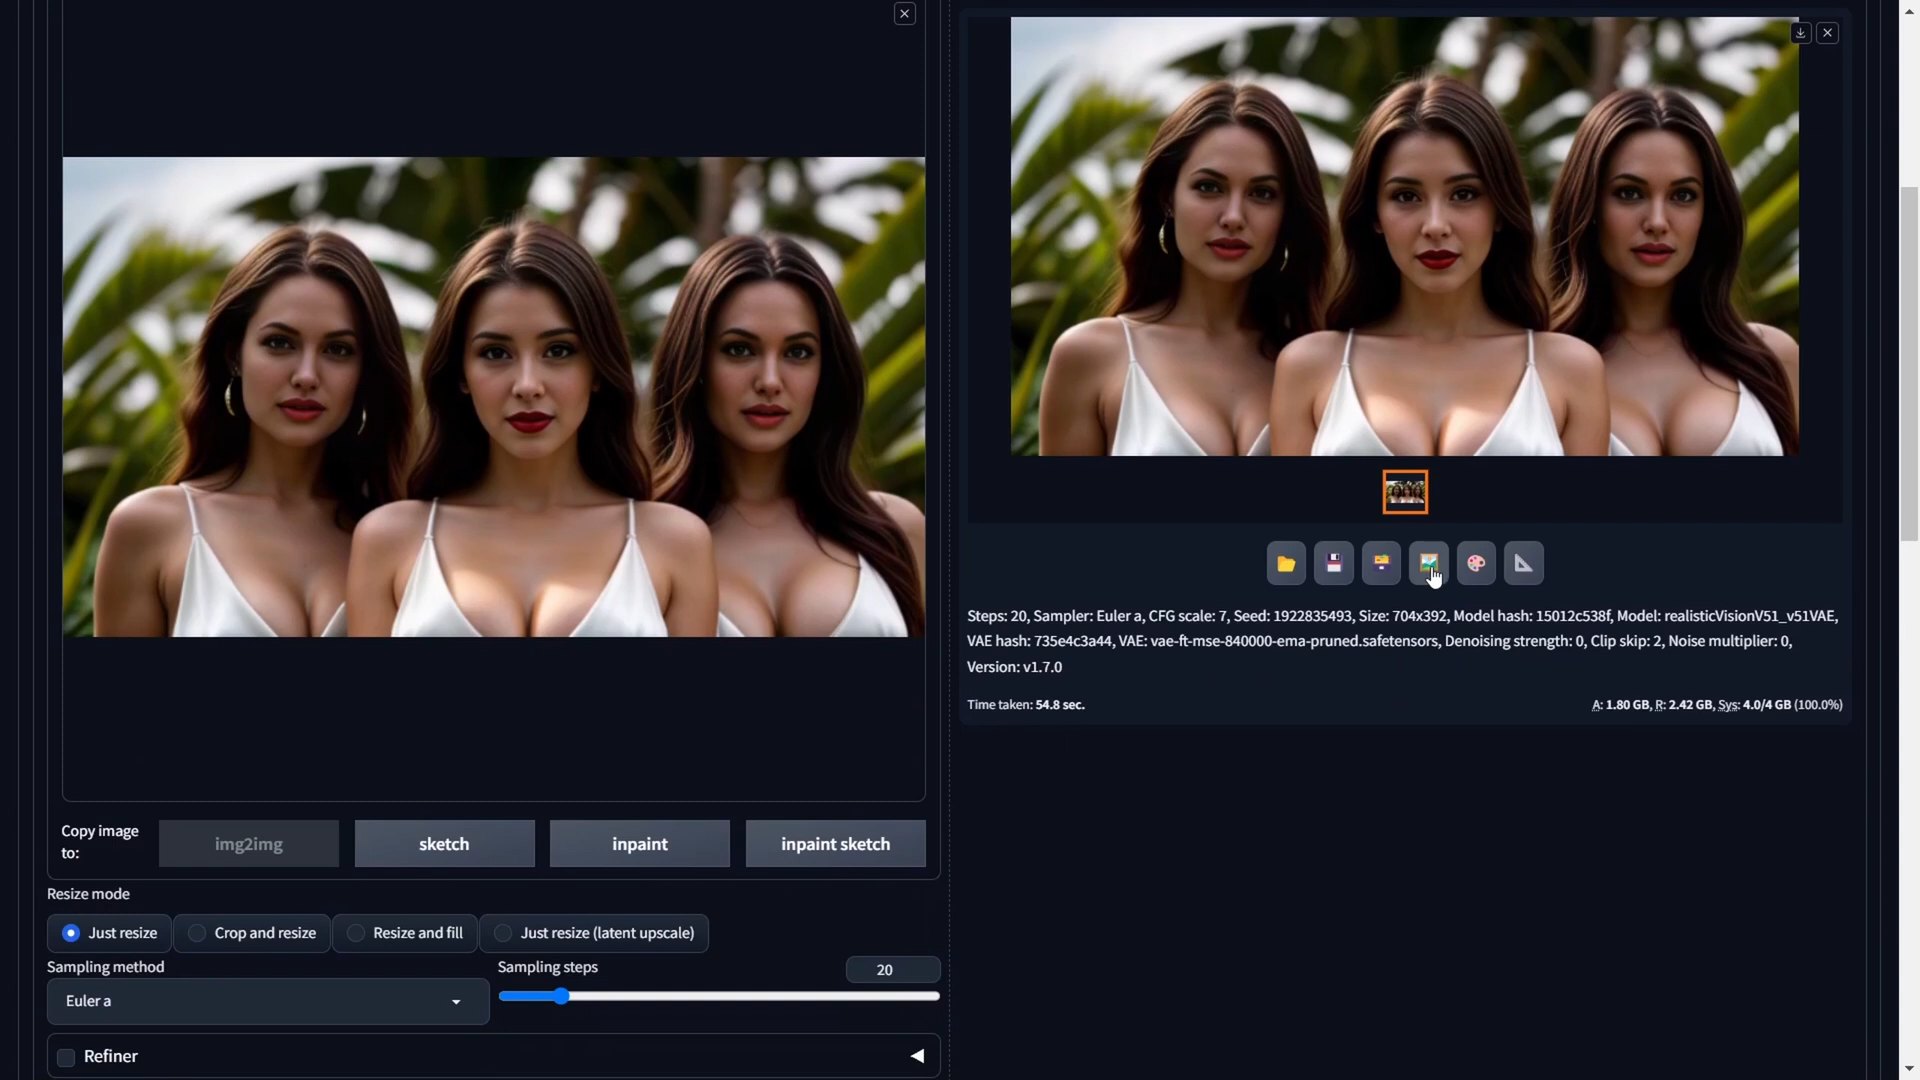 Copy image
to:
img2img
sketch
inpaint
inpaint sketch
Resize mode
Just resize
Crop and resize
Resize and fill
Just resize (latent upscale)
Sampling method
Sampling steps
20
Euler a
Refiner
Steps: 20, Sampler: Euler a, CFG scale: 7, Seed: 1922835493, Size: 704x392, Model hash: 15012c538f, Model: realisticVisionV51_v51VAE,
VAE hash: 735e4c3a44, VAE: vae-ft-mse-840000-ema-pruned.safetensors, Denoising strength: 0, Clip skip: 2, Noise multiplier: 0,
Version: v1.7.0
Time taken: 54.8 sec.
A: 1.80 GB, R: 2.42 GB, Sys: 4.0/4 GB (100.0%)